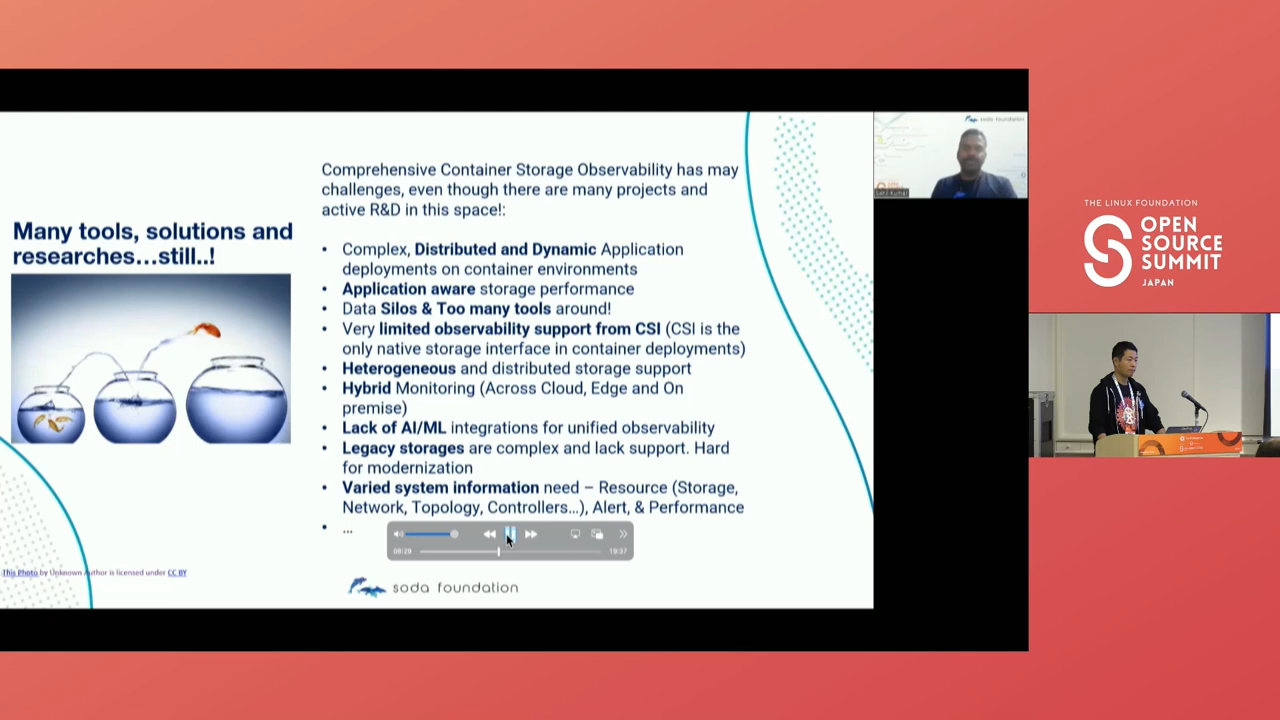 Many tools, solutions and
researches...still..!
This Photo by Unknown Author is licensed under CC BY
Comprehensive Container Storage Observability has may
challenges, even though there are many projects and
active R&D in this space!:
• Complex, Distributed and Dynamic Application
deployments on container environments
• Application aware storage performance
• Data Silos & Too many tools around!
• Very limited observability support from CSI (CSI is the
only native storage interface in container deployments)
• Heterogeneous and distributed storage support
• Hybrid Monitoring (Across Cloud, Edge and On
premise)
• Lack of AI/ML integrations for unified observability
• Legacy storages are complex and lack support. Hard
for modernization
• Varied system information need – Resource (Storage,
Network, Topology, Controllers...), Alert, & Performance
• ...
08:29
19:37
soda foundation
soda foundation
THE LINUX FOUNDATION
OPEN
SOURCE
SUMMIT
JAPAN